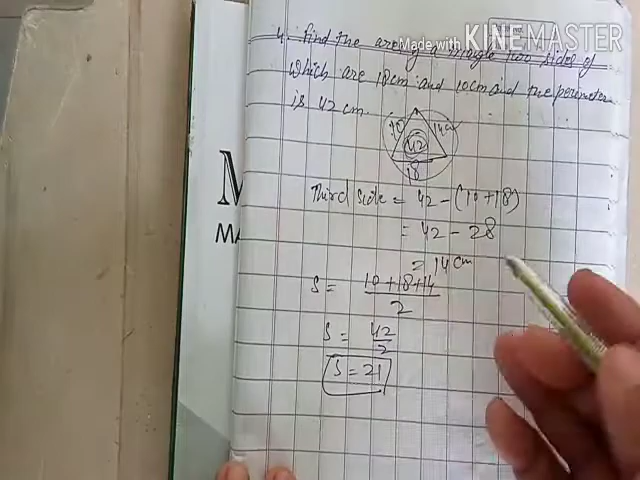 Made with KINEMASTER
4. Find the area of a triangle two sides of
which are 18cm and 10cm and the perimeter
is 42 cm.
10 14cm
42
18
Third side = 42 - (10+18)
= 42 - 28
= 14 cm
S = 10+18+14
2
S = 42
2
S = 21
M
MA